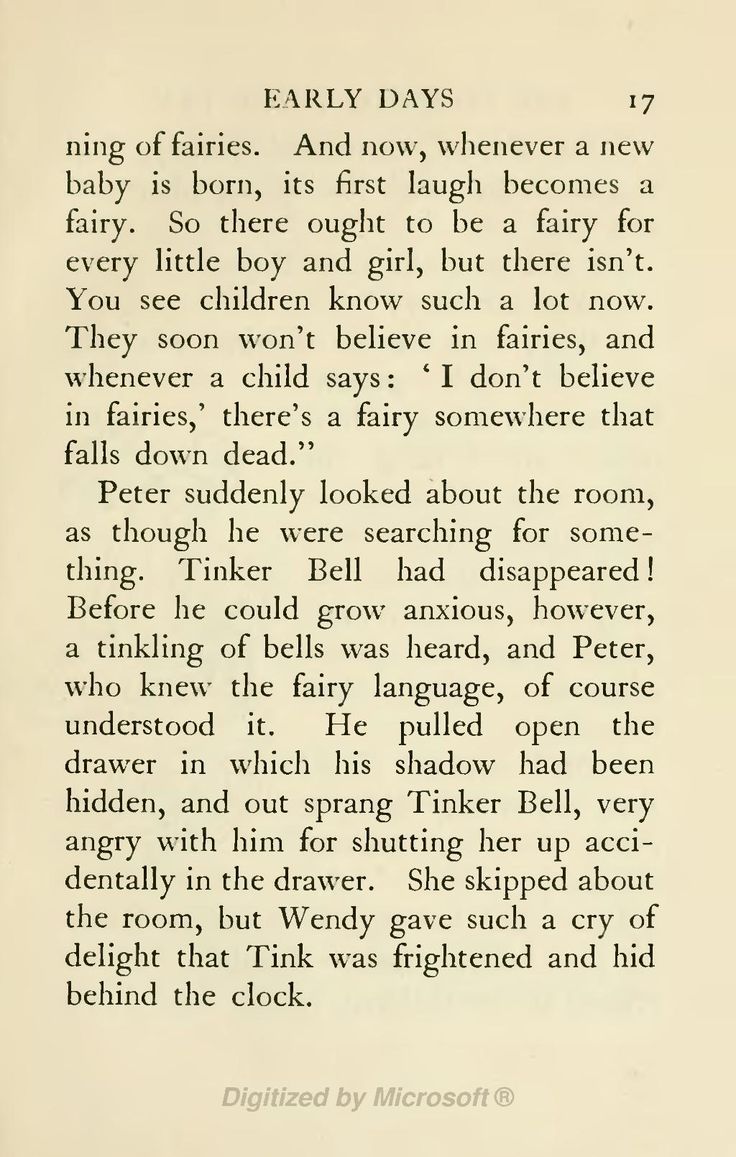 EARLY DAYS 17
ning of fairies. And now, whenever a new
baby is born, its first laugh becomes a
fairy. So there ought to be a fairy for
every little boy and girl, but there isn't.
You see children know such a lot now.
They soon won't believe in fairies, and
whenever a child says: ‘ I don't believe
in fairies,’ there's a fairy somewhere that
falls down dead.”
Peter suddenly looked about the room,
as though he were searching for some-
thing. Tinker Bell had disappeared!
Before he could grow anxious, however,
a tinkling of bells was heard, and Peter,
who knew the fairy language, of course
understood it. He pulled open the
drawer in which his shadow had been
hidden, and out sprang Tinker Bell, very
angry with him for shutting her up acci-
dentally in the drawer. She skipped about
the room, but Wendy gave such a cry of
delight that Tink was frightened and hid
behind the clock.
Digitized by Microsoft ®